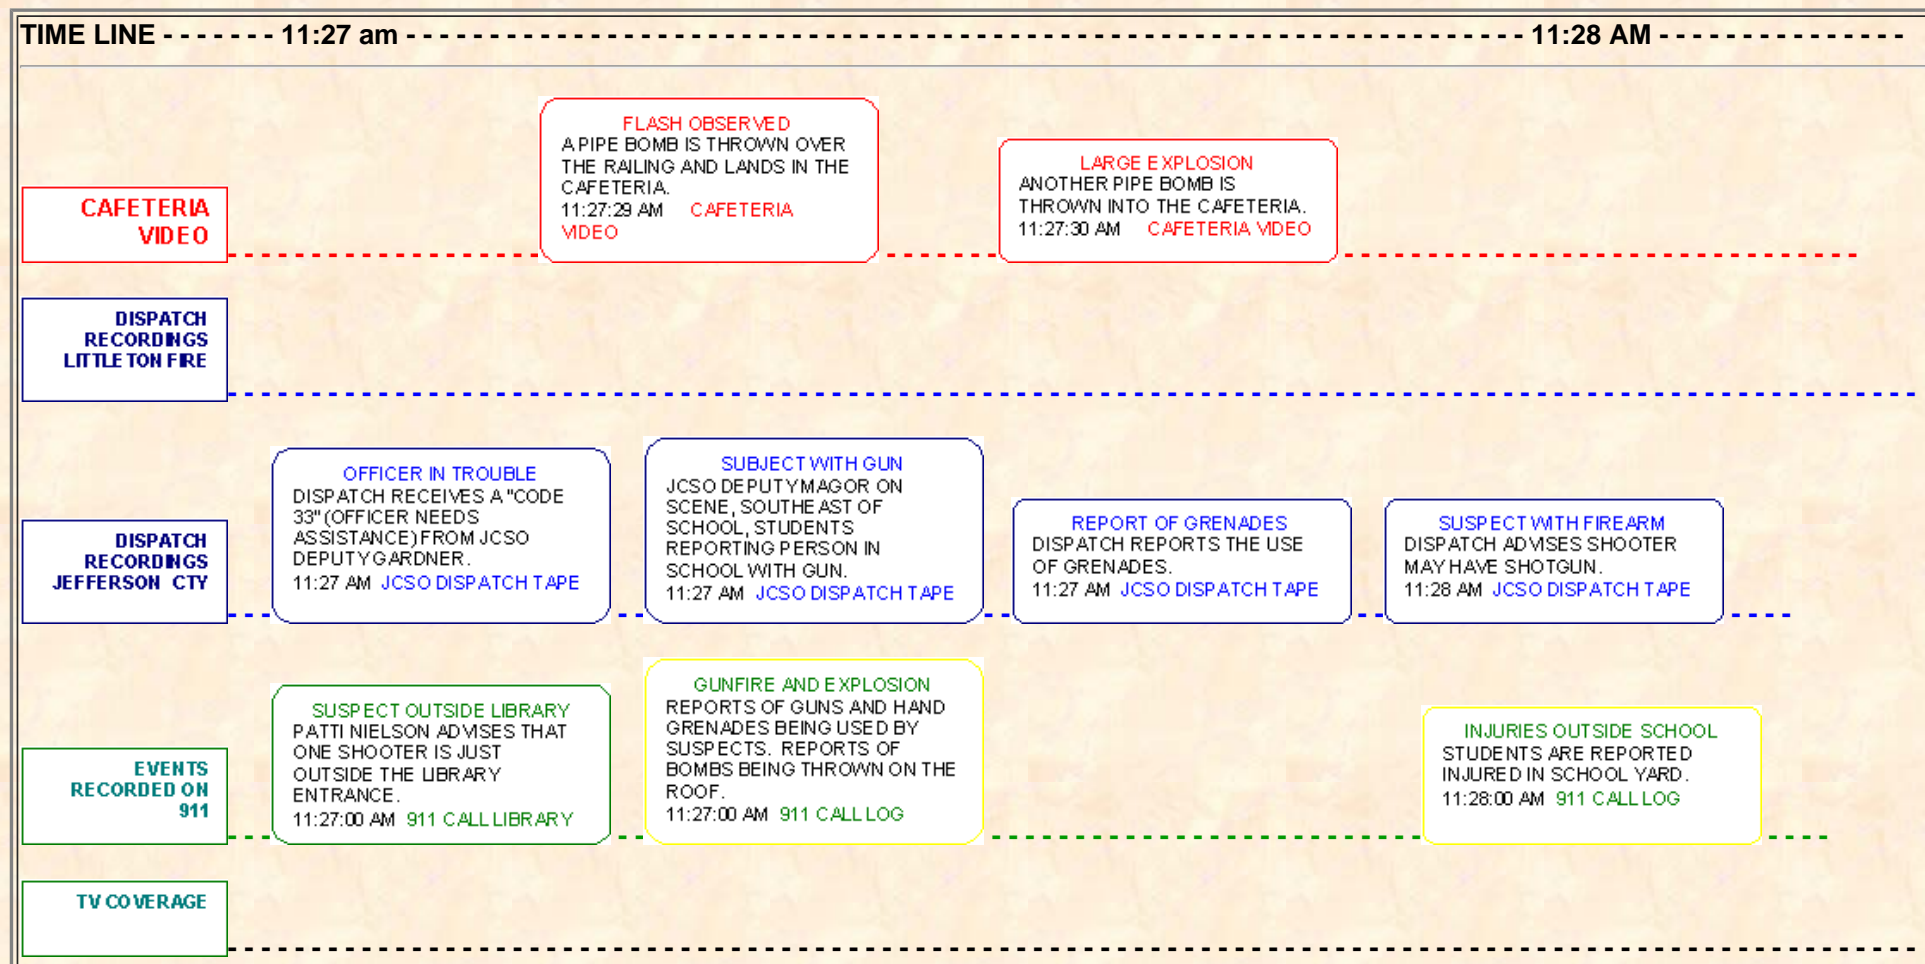 TIME LINE - - - - - - - 11:27 am - - - - - - - - - - - - - - - - - - - - - - - - - - - - - - - - - - - - - - - - - - - - - - - - - - - - - - - - - - - - - - - - - - - - 11:28 AM - - - - - - - - - - - - - - -
CAFETERIA
VIDEO
FLASH OBSERVED
A PIPE BOMB IS THROWN OVER
THE RAILING AND LANDS IN THE
CAFETERIA.
11:27:29 AM CAFETERIA
VIDEO
LARGE EXPLOSION
ANOTHER PIPE BOMB IS
THROWN INTO THE CAFETERIA.
11:27:30 AM CAFETERIA VIDEO
DISPATCH
RECORDINGS
LITTLETON FIRE
DISPATCH
RECORDINGS
JEFFERSON CTY
OFFICER IN TROUBLE
DISPATCH RECEIVES A "CODE
33" (OFFICER NEEDS
ASSISTANCE) FROM JCSO
DEPUTY GARDNER.
11:27 AM JCSO DISPATCH TAPE
SUBJECT WITH GUN
JCSO DEPUTY MAGOR ON
SCENE, SOUTHEAST OF
SCHOOL, STUDENTS
REPORTING PERSON IN
SCHOOL WITH GUN.
11:27 AM JCSO DISPATCH TAPE
REPORT OF GRENADES
DISPATCH REPORTS THE USE
OF GRENADES.
11:27 AM JCSO DISPATCH TAPE
SUSPECT WITH FIREARM
DISPATCH ADVISES SHOOTER
MAY HAVE SHOTGUN.
11:28 AM JCSO DISPATCH TAPE
EVENTS
RECORDED ON
911
SUSPECT OUTSIDE LIBRARY
PATTI NIELSON ADVISES THAT
ONE SHOOTER IS JUST
OUTSIDE THE LIBRARY
ENTRANCE.
11:27:00 AM 911 CALL LIBRARY
GUNFIRE AND EXPLOSION
REPORTS OF GUNS AND HAND
GRENADES BEING USED BY
SUSPECTS. REPORTS OF
BOMBS BEING THROWN ON THE
ROOF.
11:27:00 AM 911 CALL LOG
INJURIES OUTSIDE SCHOOL
STUDENTS ARE REPORTED
INJURED IN SCHOOL YARD.
11:28:00 AM 911 CALL LOG
TV COVERAGE